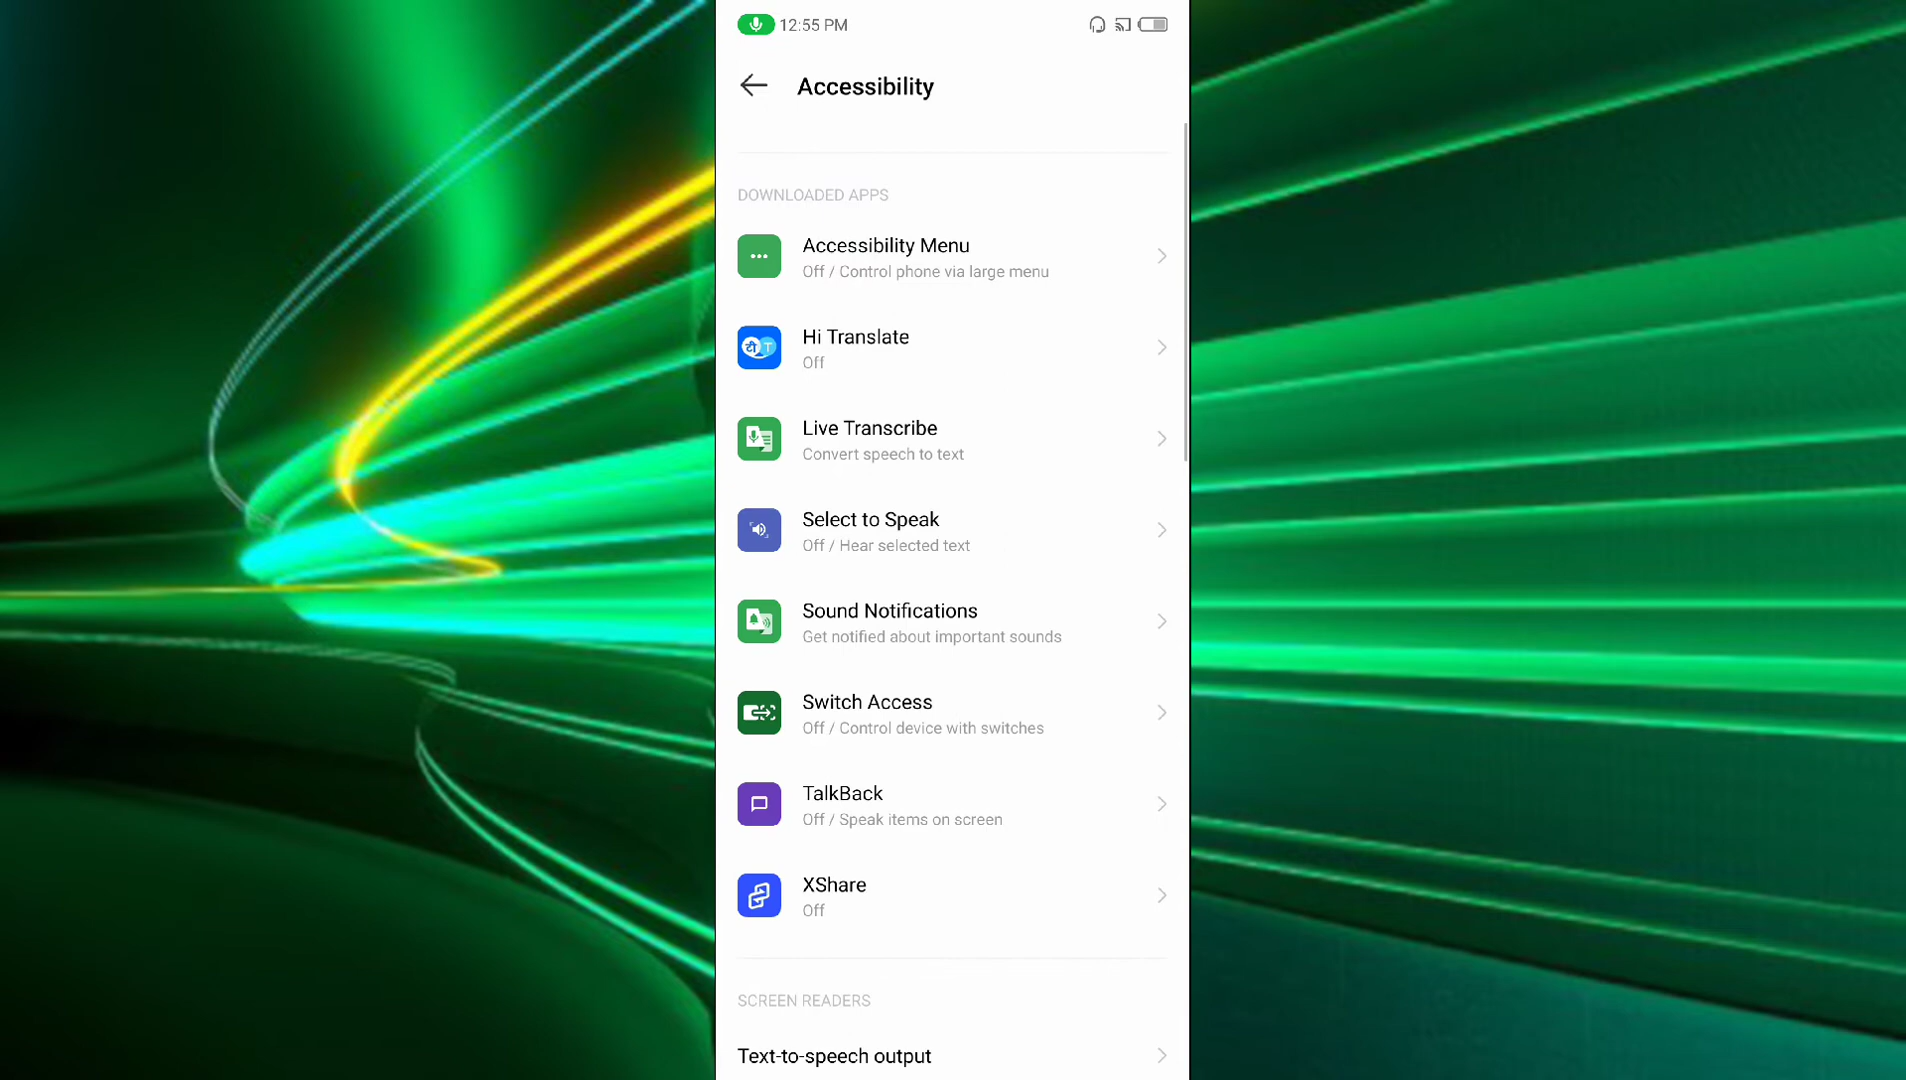 12:55 PM
Accessibility
DOWNLOADED APPS
Accessibility Menu
Off / Control phone via large menu
Hi Translate
Off
Live Transcribe
Convert speech to text
Select to Speak
Off / Hear selected text
Sound Notifications
Get notified about important sounds
Switch Access
Off / Control device with switches
TalkBack
Off / Speak items on screen
XShare
Off
SCREEN READERS
Text-to-speech output